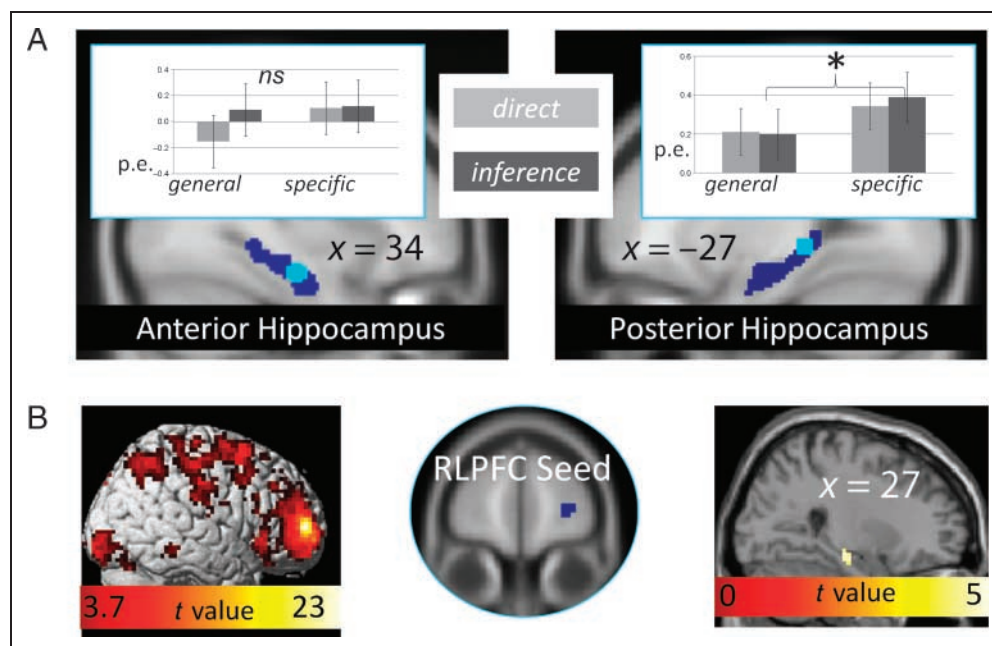 A
0.4
0.2
0.0
-0.2
-0.4
ns
p.e.
general specific
direct
inference
0.6
0.4
0.2
0.0
*
p.e.
general specific
x = 34
x = −27
Anterior Hippocampus
Posterior Hippocampus
B
RLPFC Seed
x = 27
3.7 t value 23
0 t value 5